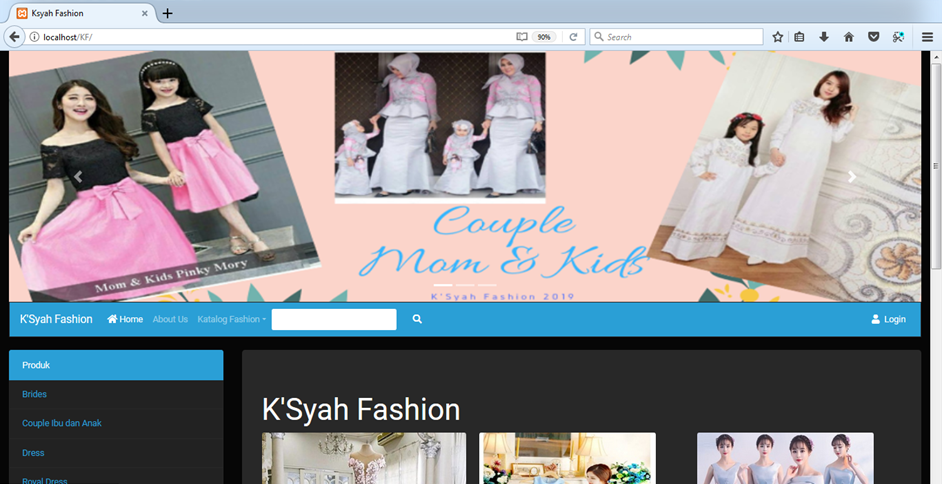 Ksyah Fashion
localhost/KF/
90%
Search
Mom & Kids Pinky Mory
Couple
Mom & Kids
K'Syah Fashion 2019
K'Syah Fashion
Home
About Us
Katalog Fashion
Login
Produk
Brides
Couple Ibu dan Anak
Dress
Royal Dress
K'Syah Fashion